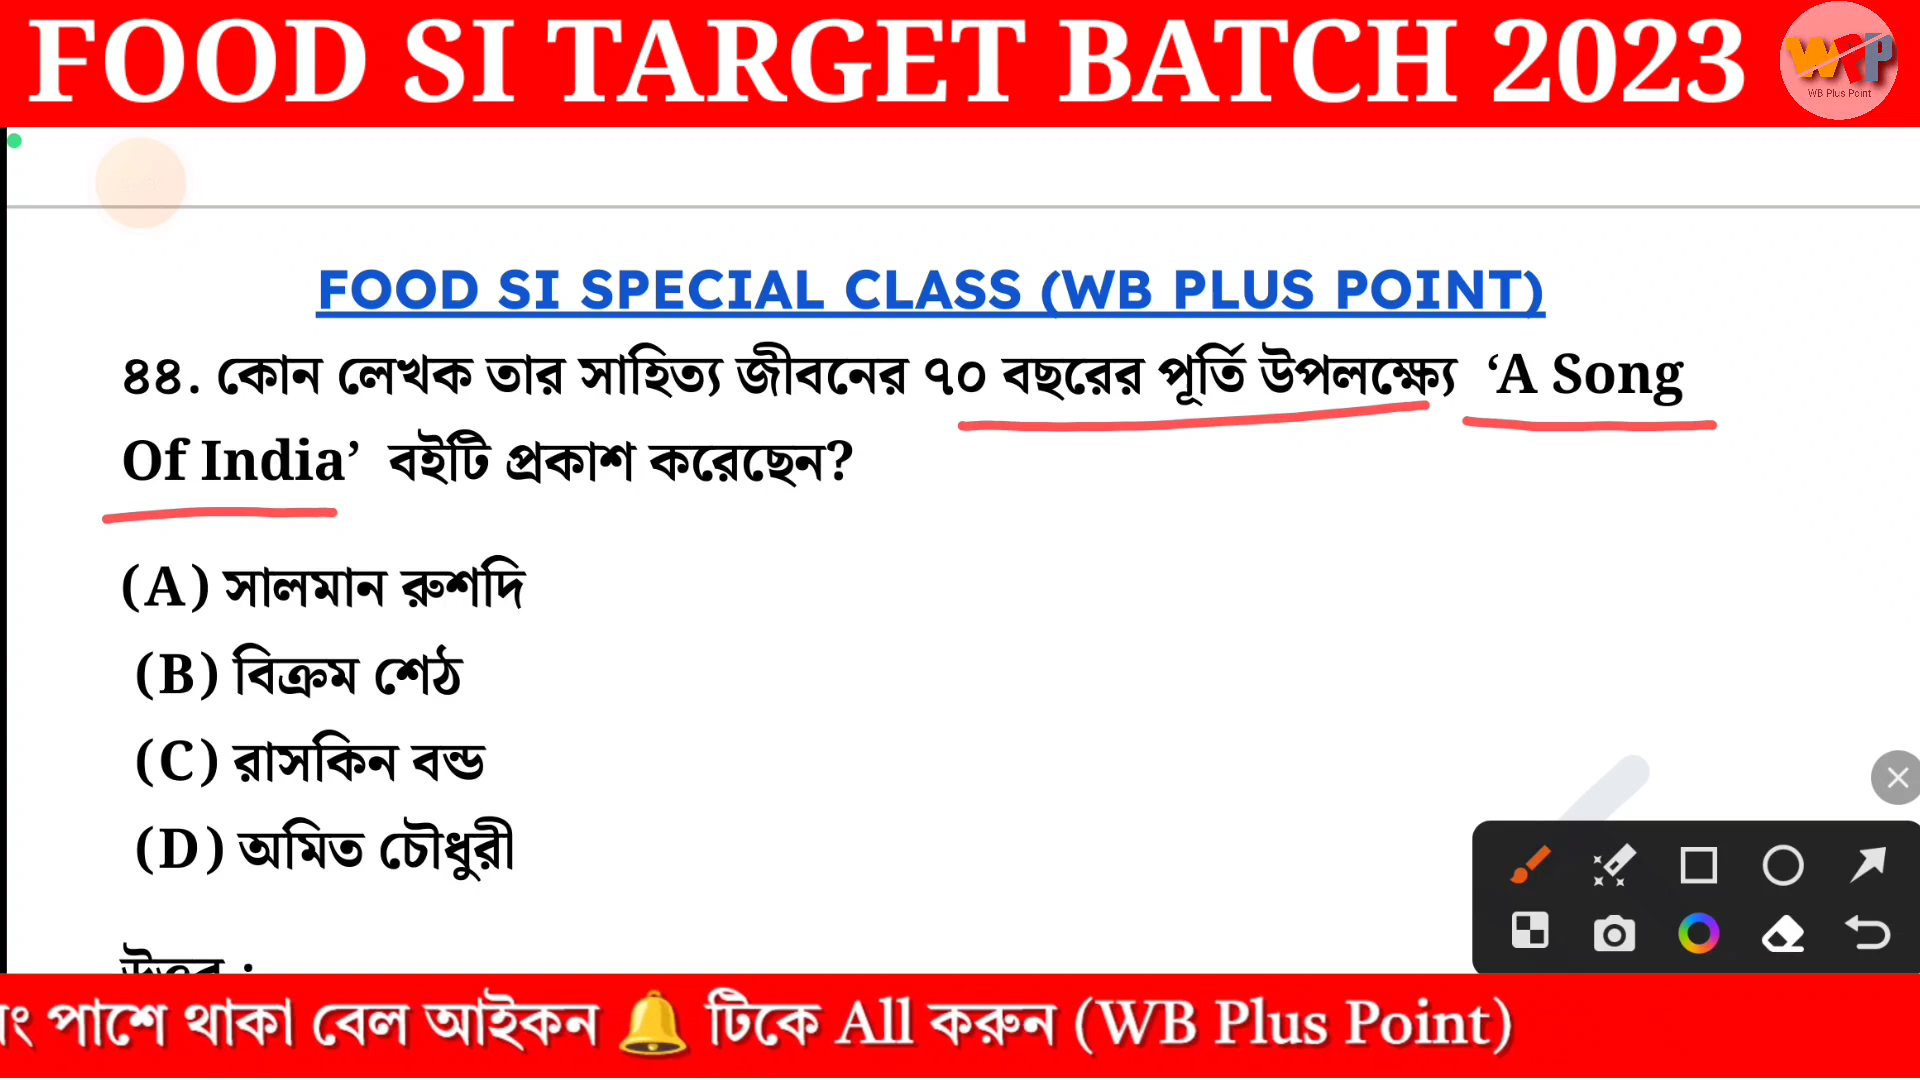 FOOD SI TARGET BATCH 2023
WB Plus Point
FOOD SI SPECIAL CLASS (WB PLUS POINT)
৪৪. কোন লেখক তার সাহিত্য জীবনের ৭০ বছরের পূর্তি উপলক্ষ্যে ‘A Song
Of India’ বইটি প্রকাশ করেছেন?
(A) সালমান রুশদি
(B) বিক্রম শেঠ
(C) রাসকিন বন্ড
(D) অমিত চৌধুরী
উত্তর :
পাশে থাকা বেল আইকন 🔔 টিকে All করুন (WB Plus Point)